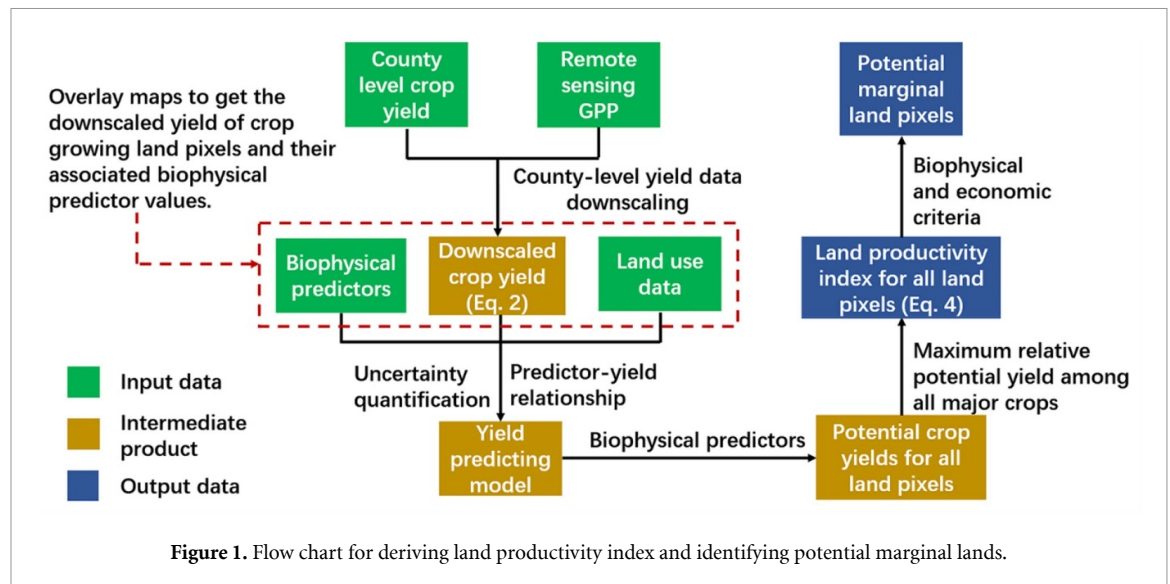 County
level crop
yield
Remote
sensing
GPP
Potential
marginal
land pixels
Overlay maps to get the
downscaled yield of crop
growing land pixels and their
associated biophysical
predictor values.
County-level yield data
downscaling
Biophysical
and economic
criteria
Biophysical
predictors
Downscaled
crop yield
(Eq. 2)
Land use
data
Land productivity
index for all land
pixels (Eq. 4)
Input data
Intermediate
product
Output data
Uncertainty
quantification
Predictor-yield
relationship
Maximum relative
potential yield among
all major crops
Yield
predicting
model
Biophysical predictors
Potential crop
yields for all
land pixels
Figure 1. Flow chart for deriving land productivity index and identifying potential marginal lands.